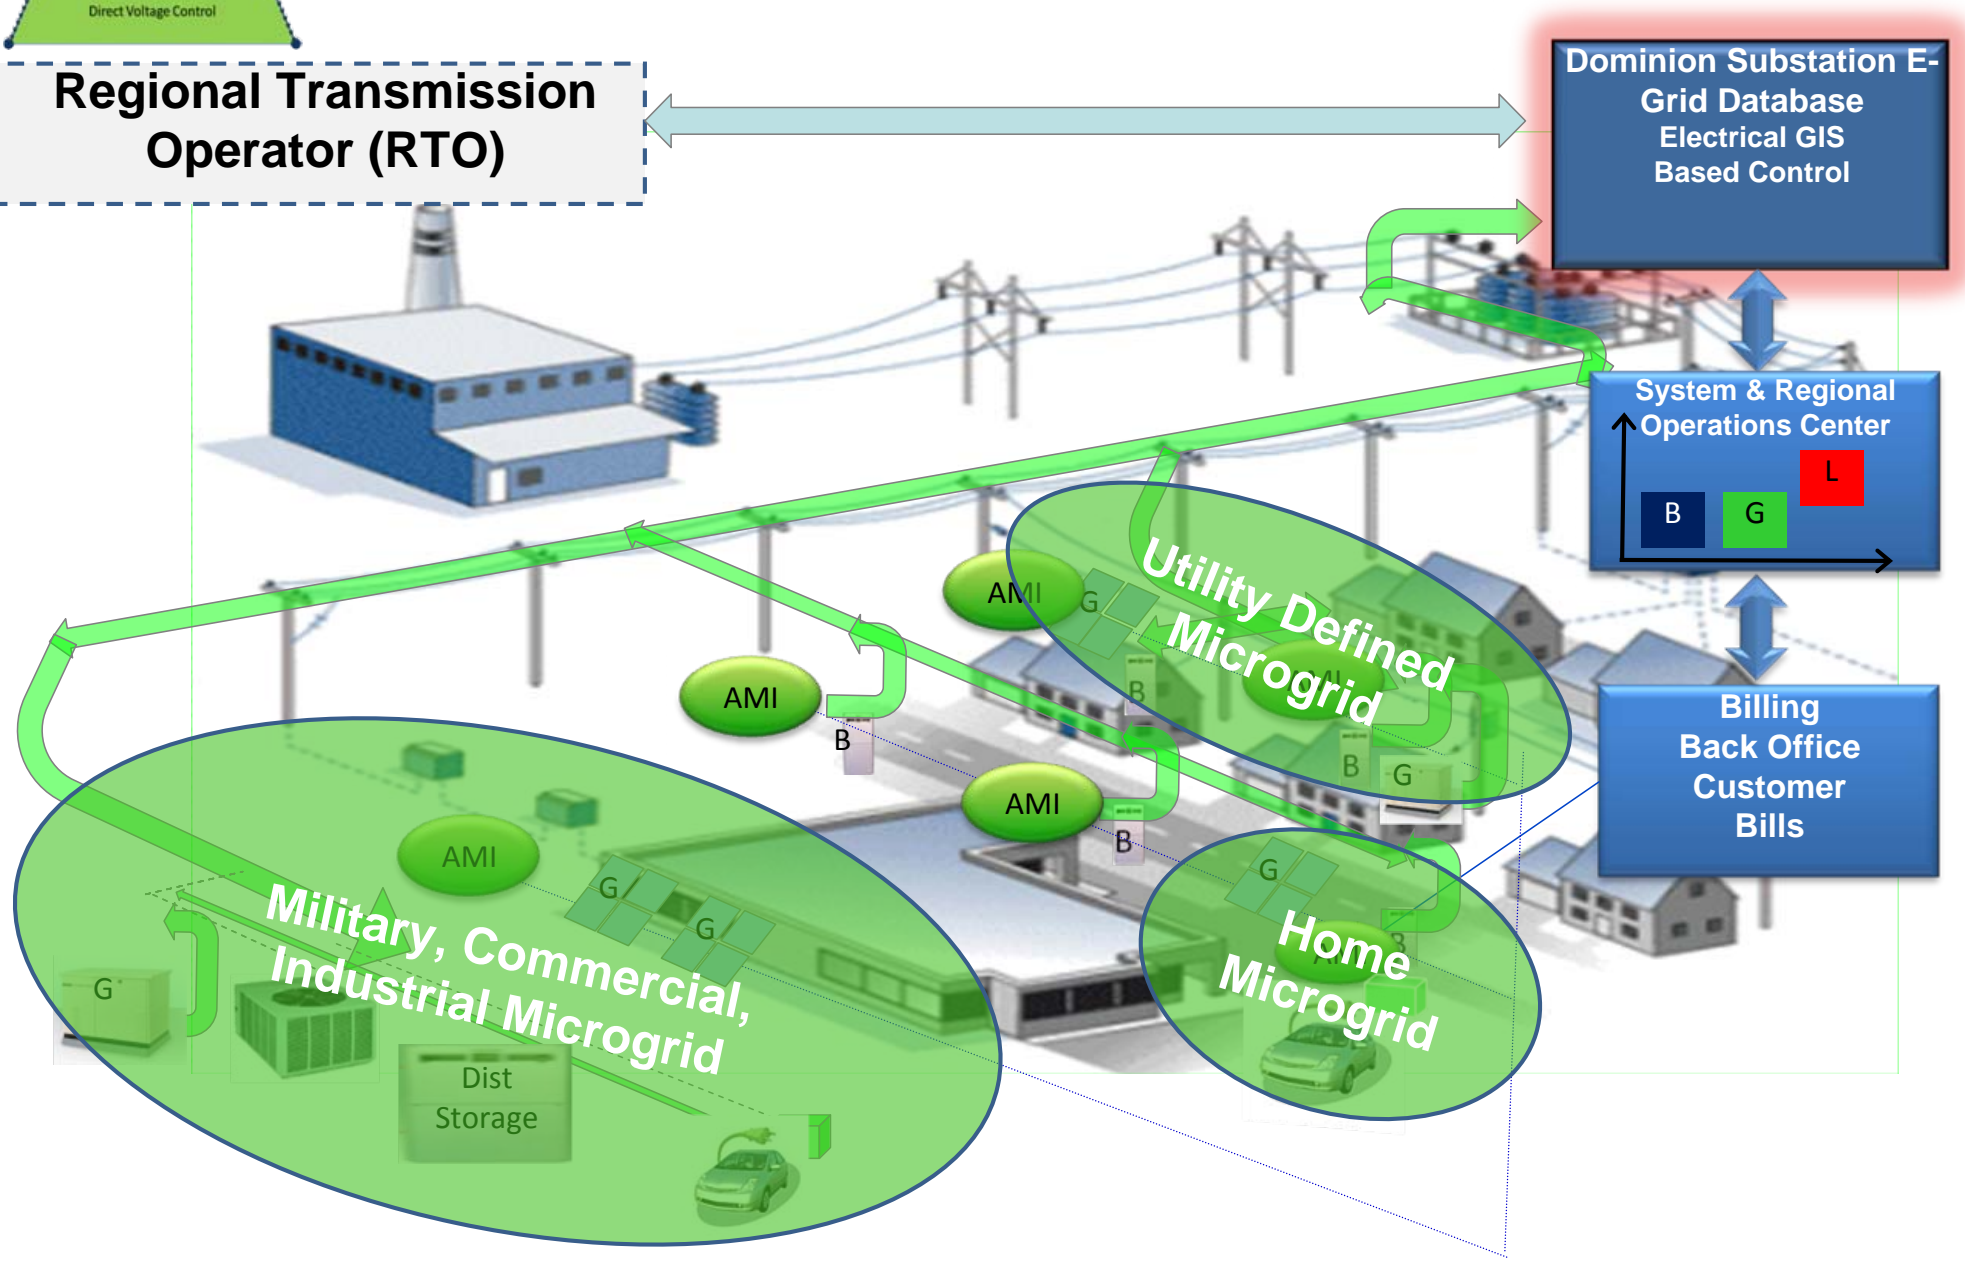 Direct Voltage Control
Regional Transmission
Operator (RTO)
Dominion Substation E-
Grid Database
Electrical GIS
Based Control
System & Regional
Operations Center
L
B
G
Billing
Back Office
Customer
Bills
Utility Defined
Microgrid
AMI
G
AMI
B
B
G
AMI
B
AMI
B
Military, Commercial,
Industrial Microgrid
AMI
G
G
G
Dist
Storage
Home
Microgrid
G
AMI
B